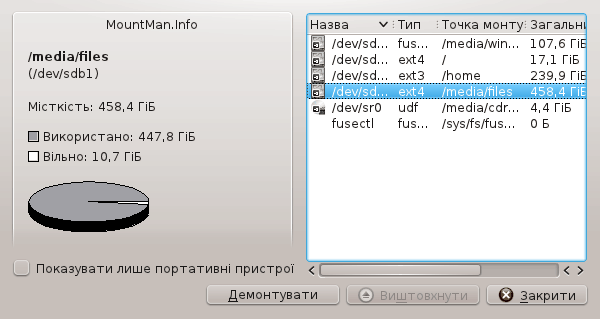 MountMan.Info
/media/files
(/dev/sdb1)
Місткість: 458,4 ГіБ
Використано: 447,8 ГіБ
Вільно: 10,7 ГіБ
Показувати лише портативні пристрої
Назва Тип Точка монту Загальни
/dev/sd... fus... /media/win... 107,6 ГіБ
/dev/sd... ext4 / 17,1 ГіБ
/dev/sd... ext3 /home 239,9 ГіБ
/dev/sd... ext4 /media/files 458,4 ГіБ
/dev/sr0 udf /media/cdr... 4,4 ГіБ
fusectl fus... /sys/fs/fus... 0 Б
Демонтувати Виштовхнути Закрити